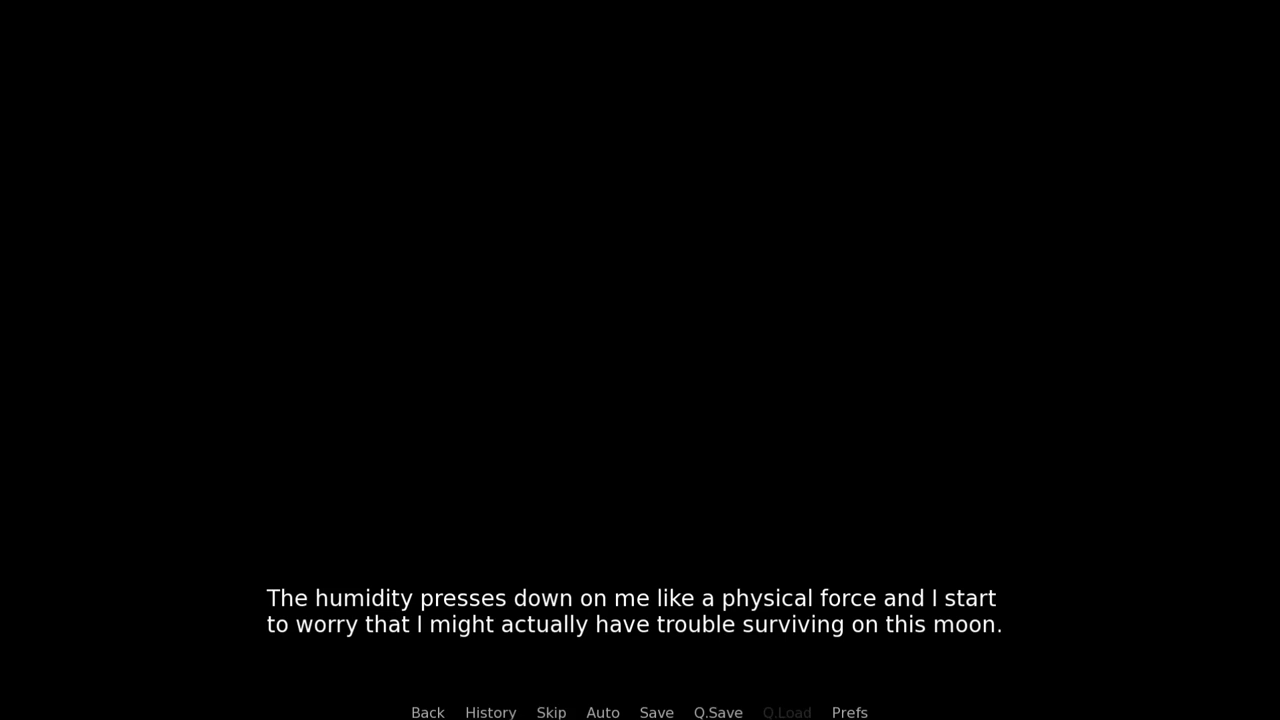 The humidity presses down on me like a physical force and I start
to worry that I might actually have trouble surviving on this moon.
Back History Skip Auto Save Q.Save Q.Load Prefs